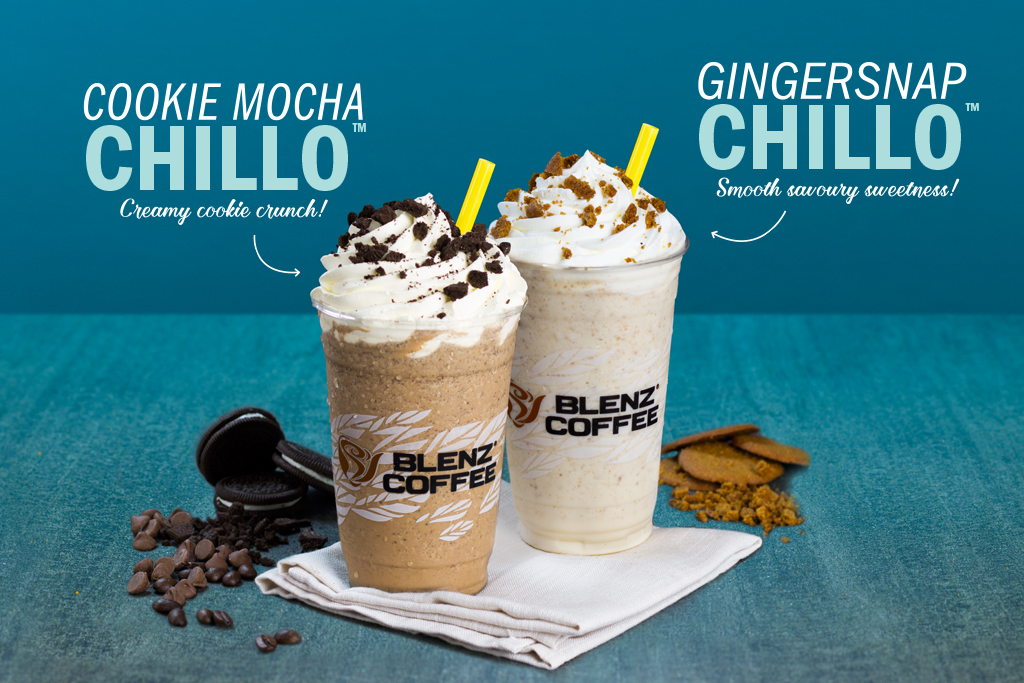 COOKIE MOCHA
CHILLO™
Creamy cookie crunch!
GINGERSNAP
CHILLO™
Smooth savoury sweetness!
BLENZ®
COFFEE
BLENZ®
COFFEE